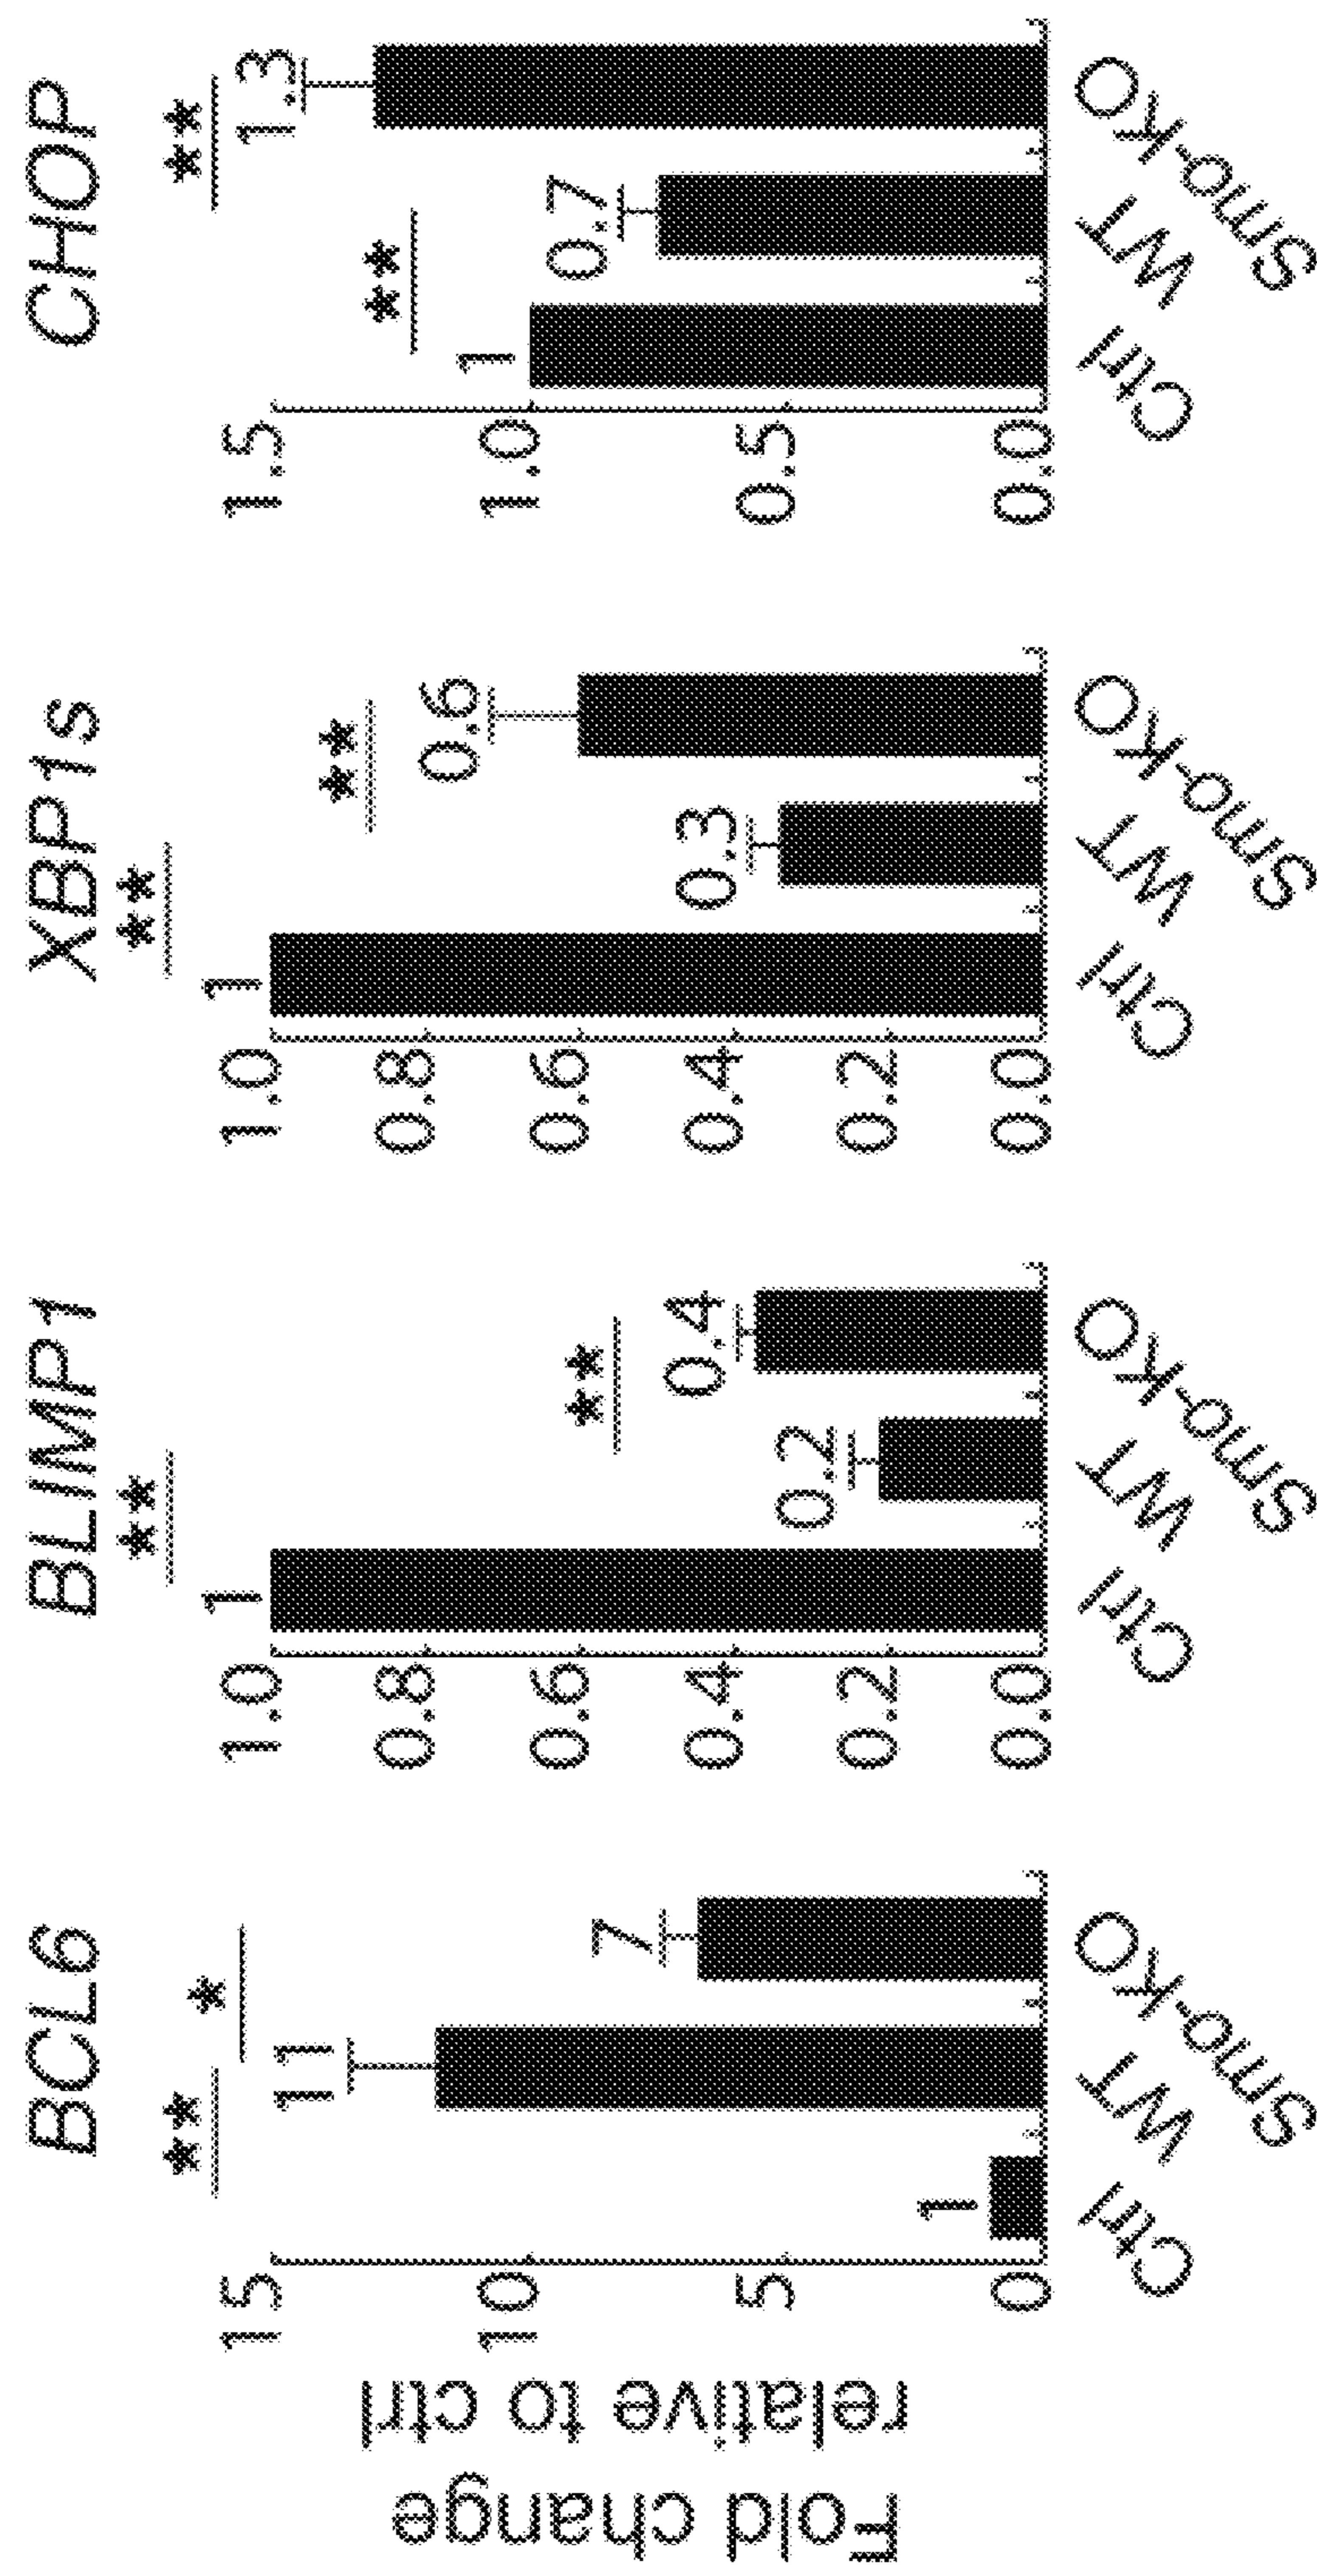 Fold change
relative to ctrl
BCL6
**
*
15
10
5
0
1
11
7
Ctrl
WT
Smo-KO
BLIMP1
**
**
1.0
0.8
0.6
0.4
0.2
0.0
1
0.2
0.4
Ctrl
WT
Smo-KO
XBP1s
**
**
1.0
0.8
0.6
0.4
0.2
0.0
1
0.3
0.6
Ctrl
WT
Smo-KO
CHOP
**
**
1.5
1.0
0.5
0.0
1
0.7
1.3
Ctrl
WT
Smo-KO